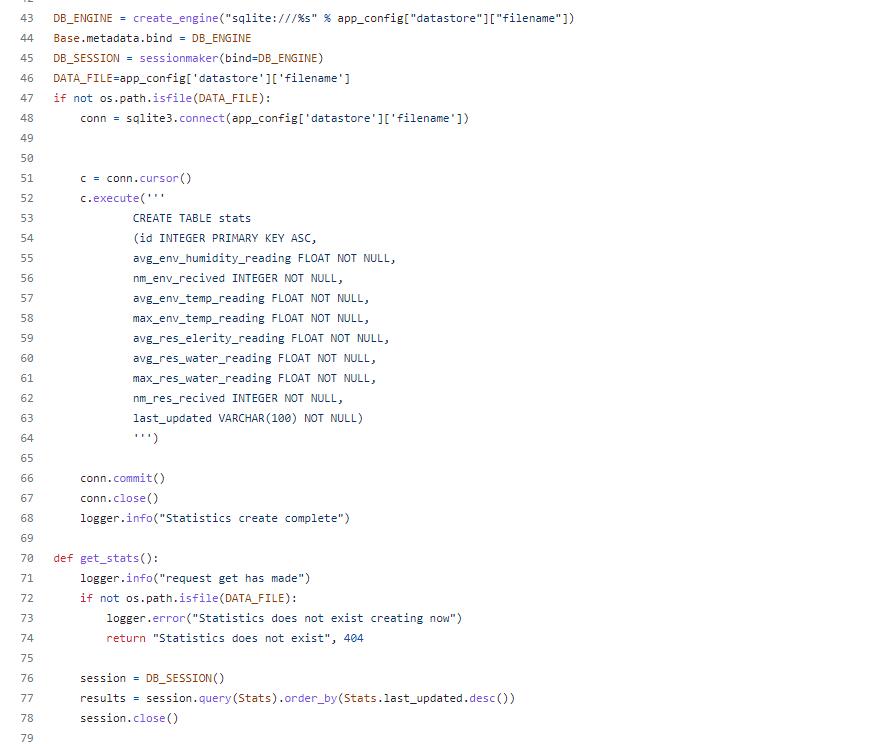 43 DB_ENGINE = create_engine("sqlite:///%s" % app_config["datastore"]["filename"])
44 Base.metadata.bind = DB_ENGINE
45 DB_SESSION = sessionmaker(bind=DB_ENGINE)
46 DATA_FILE=app_config['datastore']['filename']
47 if not os.path.isfile(DATA_FILE):
48     conn = sqlite3.connect(app_config['datastore']['filename'])
49
50
51     c = conn.cursor()
52     c.execute('''
53             CREATE TABLE stats
54             (id INTEGER PRIMARY KEY ASC,
55             avg_env_humidity_reading FLOAT NOT NULL,
56             nm_env_recived INTEGER NOT NULL,
57             avg_env_temp_reading FLOAT NOT NULL,
58             max_env_temp_reading FLOAT NOT NULL,
59             avg_res_elerity_reading FLOAT NOT NULL,
60             avg_res_water_reading FLOAT NOT NULL,
61             max_res_water_reading FLOAT NOT NULL,
62             nm_res_recived INTEGER NOT NULL,
63             last_updated VARCHAR(100) NOT NULL)
64             ''')
65
66     conn.commit()
67     conn.close()
68     logger.info("Statistics create complete")
69
70 def get_stats():
71     logger.info("request get has made")
72     if not os.path.isfile(DATA_FILE):
73         logger.error("Statistics does not exist creating now")
74         return "Statistics does not exist", 404
75
76     session = DB_SESSION()
77     results = session.query(Stats).order_by(Stats.last_updated.desc())
78     session.close()
79